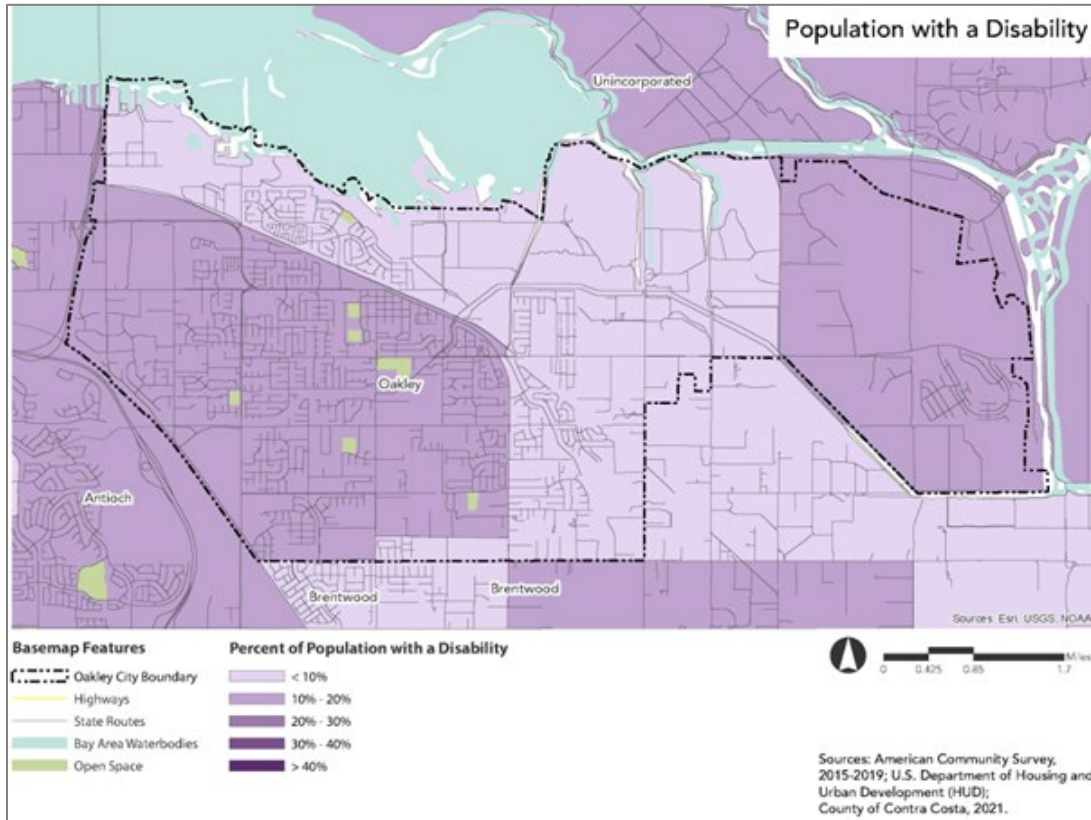 Population with a Disability
Unincorporated
Oakley
Antioch
Brentwood
Brentwood
Sources: Esri, USGS, NOAA
Basemap Features
Oakley City Boundary
Highways
State Routes
Bay Area Waterbodies
Open Space
Percent of Population with a Disability
< 10%
10% - 20%
20% - 30%
30% - 40%
> 40%
Miles
0 0.425 0.85 1.7
Sources: American Community Survey,
2015-2019; U.S. Department of Housing and
Urban Development (HUD);
County of Contra Costa, 2021.